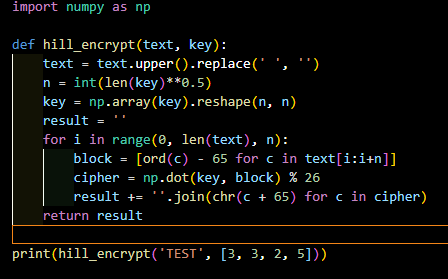 import numpy as np
def hill_encrypt(text, key):
    text = text.upper().replace(' ', '')
    n = int(len(key)**0.5)
    key = np.array(key).reshape(n, n)
    result = ''
    for i in range(0, len(text), n):
        block = [ord(c) - 65 for c in text[i:i+n]]
        cipher = np.dot(key, block) % 26
        result += ''.join(chr(c + 65) for c in cipher)
    return result
print(hill_encrypt('TEST', [3, 3, 2, 5]))